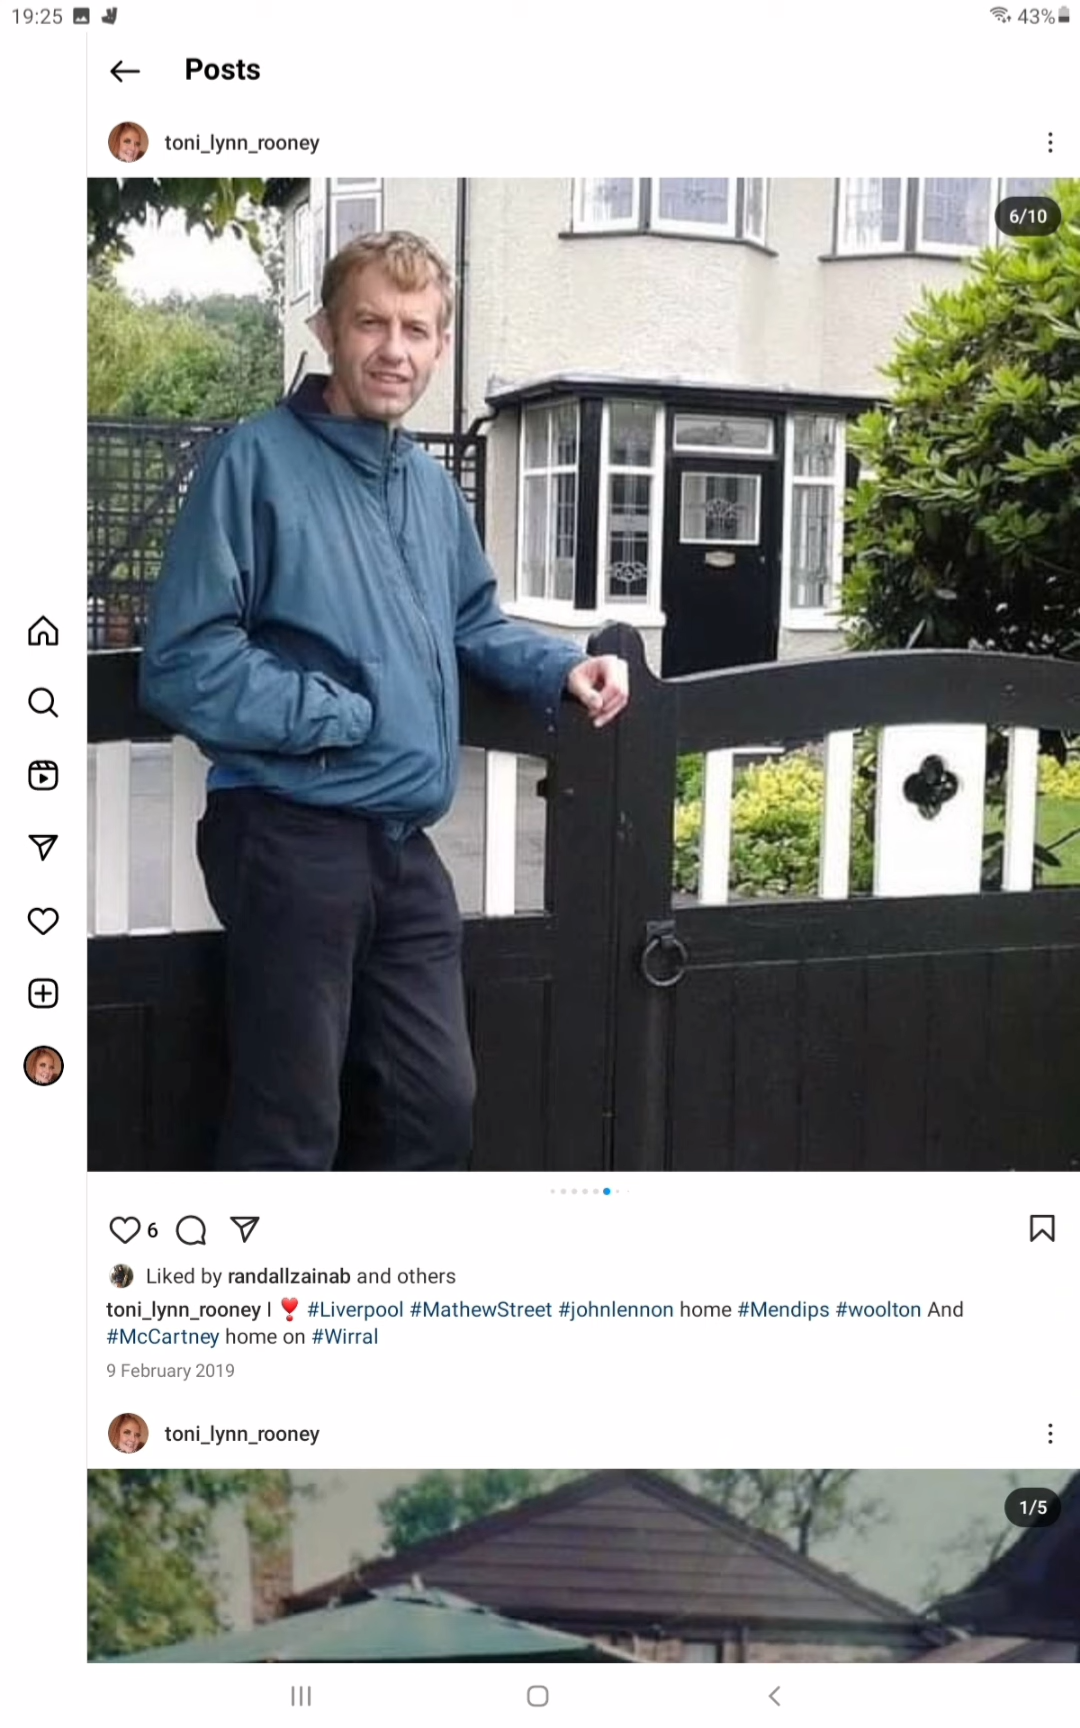 19:25 43%
Posts
toni_lynn_rooney
6/10
6
Liked by randallzainab and others
toni_lynn_rooney I ❣️ #Liverpool #MathewStreet #johnlennon home #Mendips #woolton And
#McCartney home on #Wirral
9 February 2019
toni_lynn_rooney
1/5